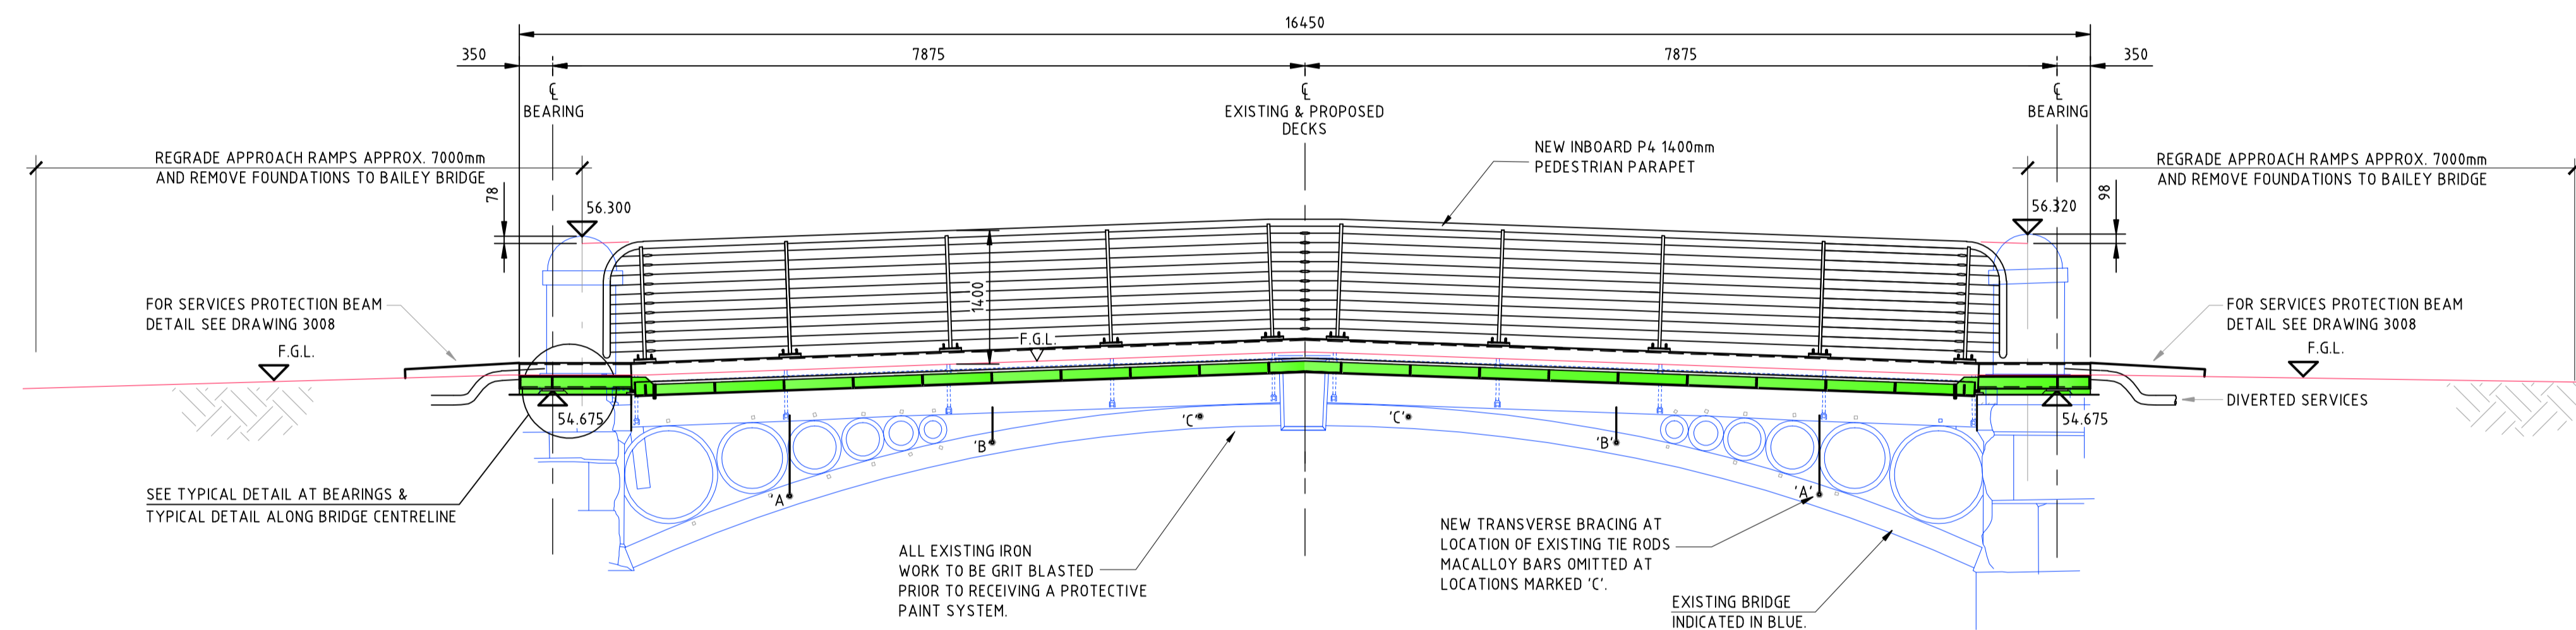 16450
350
7875
7875
350
℄
BEARING
℄
EXISTING & PROPOSED
DECKS
℄
BEARING
NEW INBOARD P4 1400mm
PEDESTRIAN PARAPET
REGRADE APPROACH RAMPS APPROX. 7000mm
AND REMOVE FOUNDATIONS TO BAILEY BRIDGE
78
56.300
REGRADE APPROACH RAMPS APPROX. 7000mm
AND REMOVE FOUNDATIONS TO BAILEY BRIDGE
98
56.320
1400
FOR SERVICES PROTECTION BEAM
DETAIL SEE DRAWING 3008
F.G.L.
F.G.L.
FOR SERVICES PROTECTION BEAM
DETAIL SEE DRAWING 3008
F.G.L.
DIVERTED SERVICES
54.675
54.675
'A'
'B'
'C'
'C'
'B'
'A'
SEE TYPICAL DETAIL AT BEARINGS &
TYPICAL DETAIL ALONG BRIDGE CENTRELINE
ALL EXISTING IRON
WORK TO BE GRIT BLASTED
PRIOR TO RECEIVING A PROTECTIVE
PAINT SYSTEM.
NEW TRANSVERSE BRACING AT
LOCATION OF EXISTING TIE RODS
MACALLOY BARS OMITTED AT
LOCATIONS MARKED 'C'.
EXISTING BRIDGE
INDICATED IN BLUE.